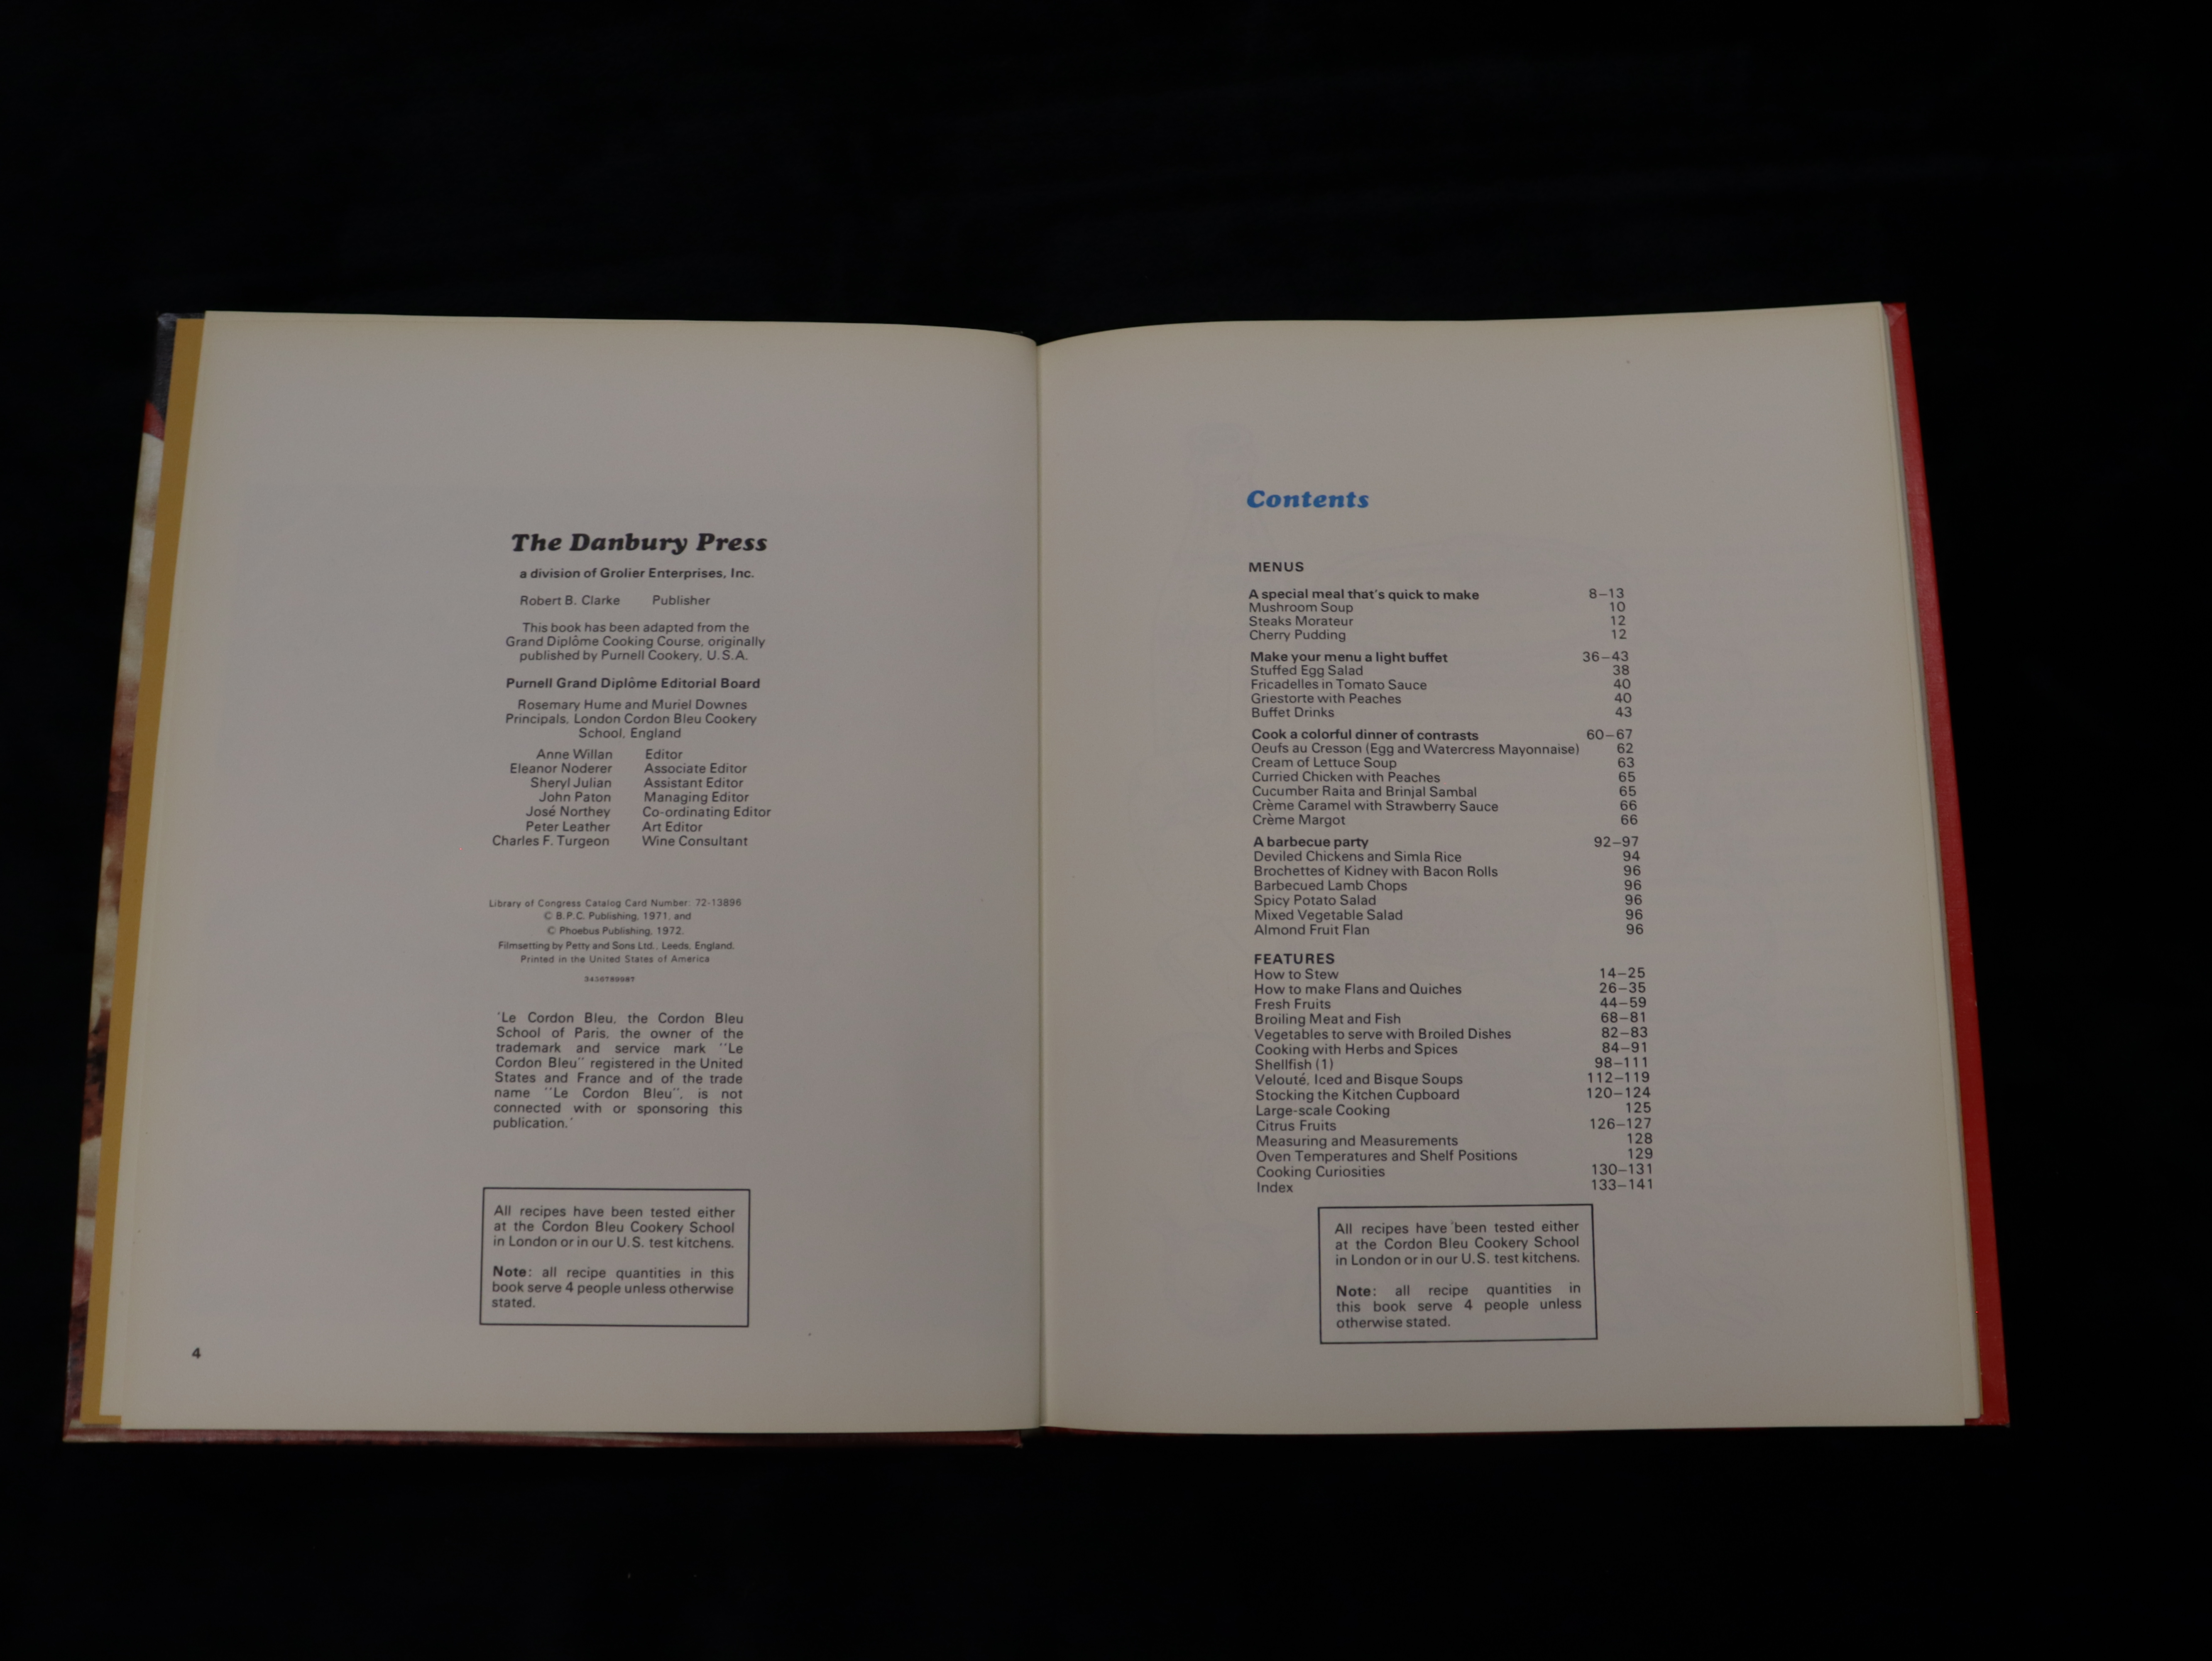 The Danbury Press
a division of Grolier Enterprises, Inc.
Robert B. Clarke Publisher
This book has been adapted from the
Grand Diplôme Cooking Course, originally
published by Purnell Cookery, U.S.A.
Purnell Grand Diplôme Editorial Board
Rosemary Hume and Muriel Downes
Principals, London Cordon Bleu Cookery
School, England
Anne Willan Editor
Eleanor Noderer Associate Editor
Sheryl Julian Assistant Editor
John Paton Managing Editor
José Northey Co-ordinating Editor
Peter Leather Art Editor
Charles F. Turgeon Wine Consultant
Library of Congress Catalog Card Number: 72-13896
© B.P.C. Publishing, 1971, and
© Phoebus Publishing, 1972.
Filmsetting by Petty and Sons Ltd., Leeds, England.
Printed in the United States of America
'Le Cordon Bleu, the Cordon Bleu
School of Paris, the owner of the
trademark and service mark "Le
Cordon Bleu" registered in the United
States and France and of the trade
name "Le Cordon Bleu", is not
connected with or sponsoring this
publication.'
All recipes have been tested either
at the Cordon Bleu Cookery School
in London or in our U.S. test kitchens.
Note: all recipe quantities in this
book serve 4 people unless otherwise
stated.
4
Contents
MENUS
A special meal that's quick to make 8–13
Mushroom Soup 10
Steaks Morateur 12
Cherry Pudding 12
Make your menu a light buffet 36–43
Stuffed Egg Salad 38
Fricadelles in Tomato Sauce 40
Griestorte with Peaches 40
Buffet Drinks 43
Cook a colorful dinner of contrasts 60–67
Oeufs au Cresson (Egg and Watercress Mayonnaise) 62
Cream of Lettuce Soup 63
Curried Chicken with Peaches 65
Cucumber Raita and Brinjal Sambal 65
Crème Caramel with Strawberry Sauce 66
Crème Margot 66
A barbecue party 92–97
Deviled Chickens and Simla Rice 94
Brochettes of Kidney with Bacon Rolls 96
Barbecued Lamb Chops 96
Spicy Potato Salad 96
Mixed Vegetable Salad 96
Almond Fruit Flan 96
FEATURES
How to Stew 14–25
How to make Flans and Quiches 26–35
Fresh Fruits 44–59
Broiling Meat and Fish 68–81
Vegetables to serve with Broiled Dishes 82–83
Cooking with Herbs and Spices 84–91
Shellfish (1) 98–111
Velouté, Iced and Bisque Soups 112–119
Stocking the Kitchen Cupboard 120–124
Large-scale Cooking 125
Citrus Fruits 126–127
Measuring and Measurements 128
Oven Temperatures and Shelf Positions 129
Cooking Curiosities 130–131
Index 133–141
All recipes have been tested either
at the Cordon Bleu Cookery School
in London or in our U.S. test kitchens.
Note: all recipe quantities in
this book serve 4 people unless
otherwise stated.